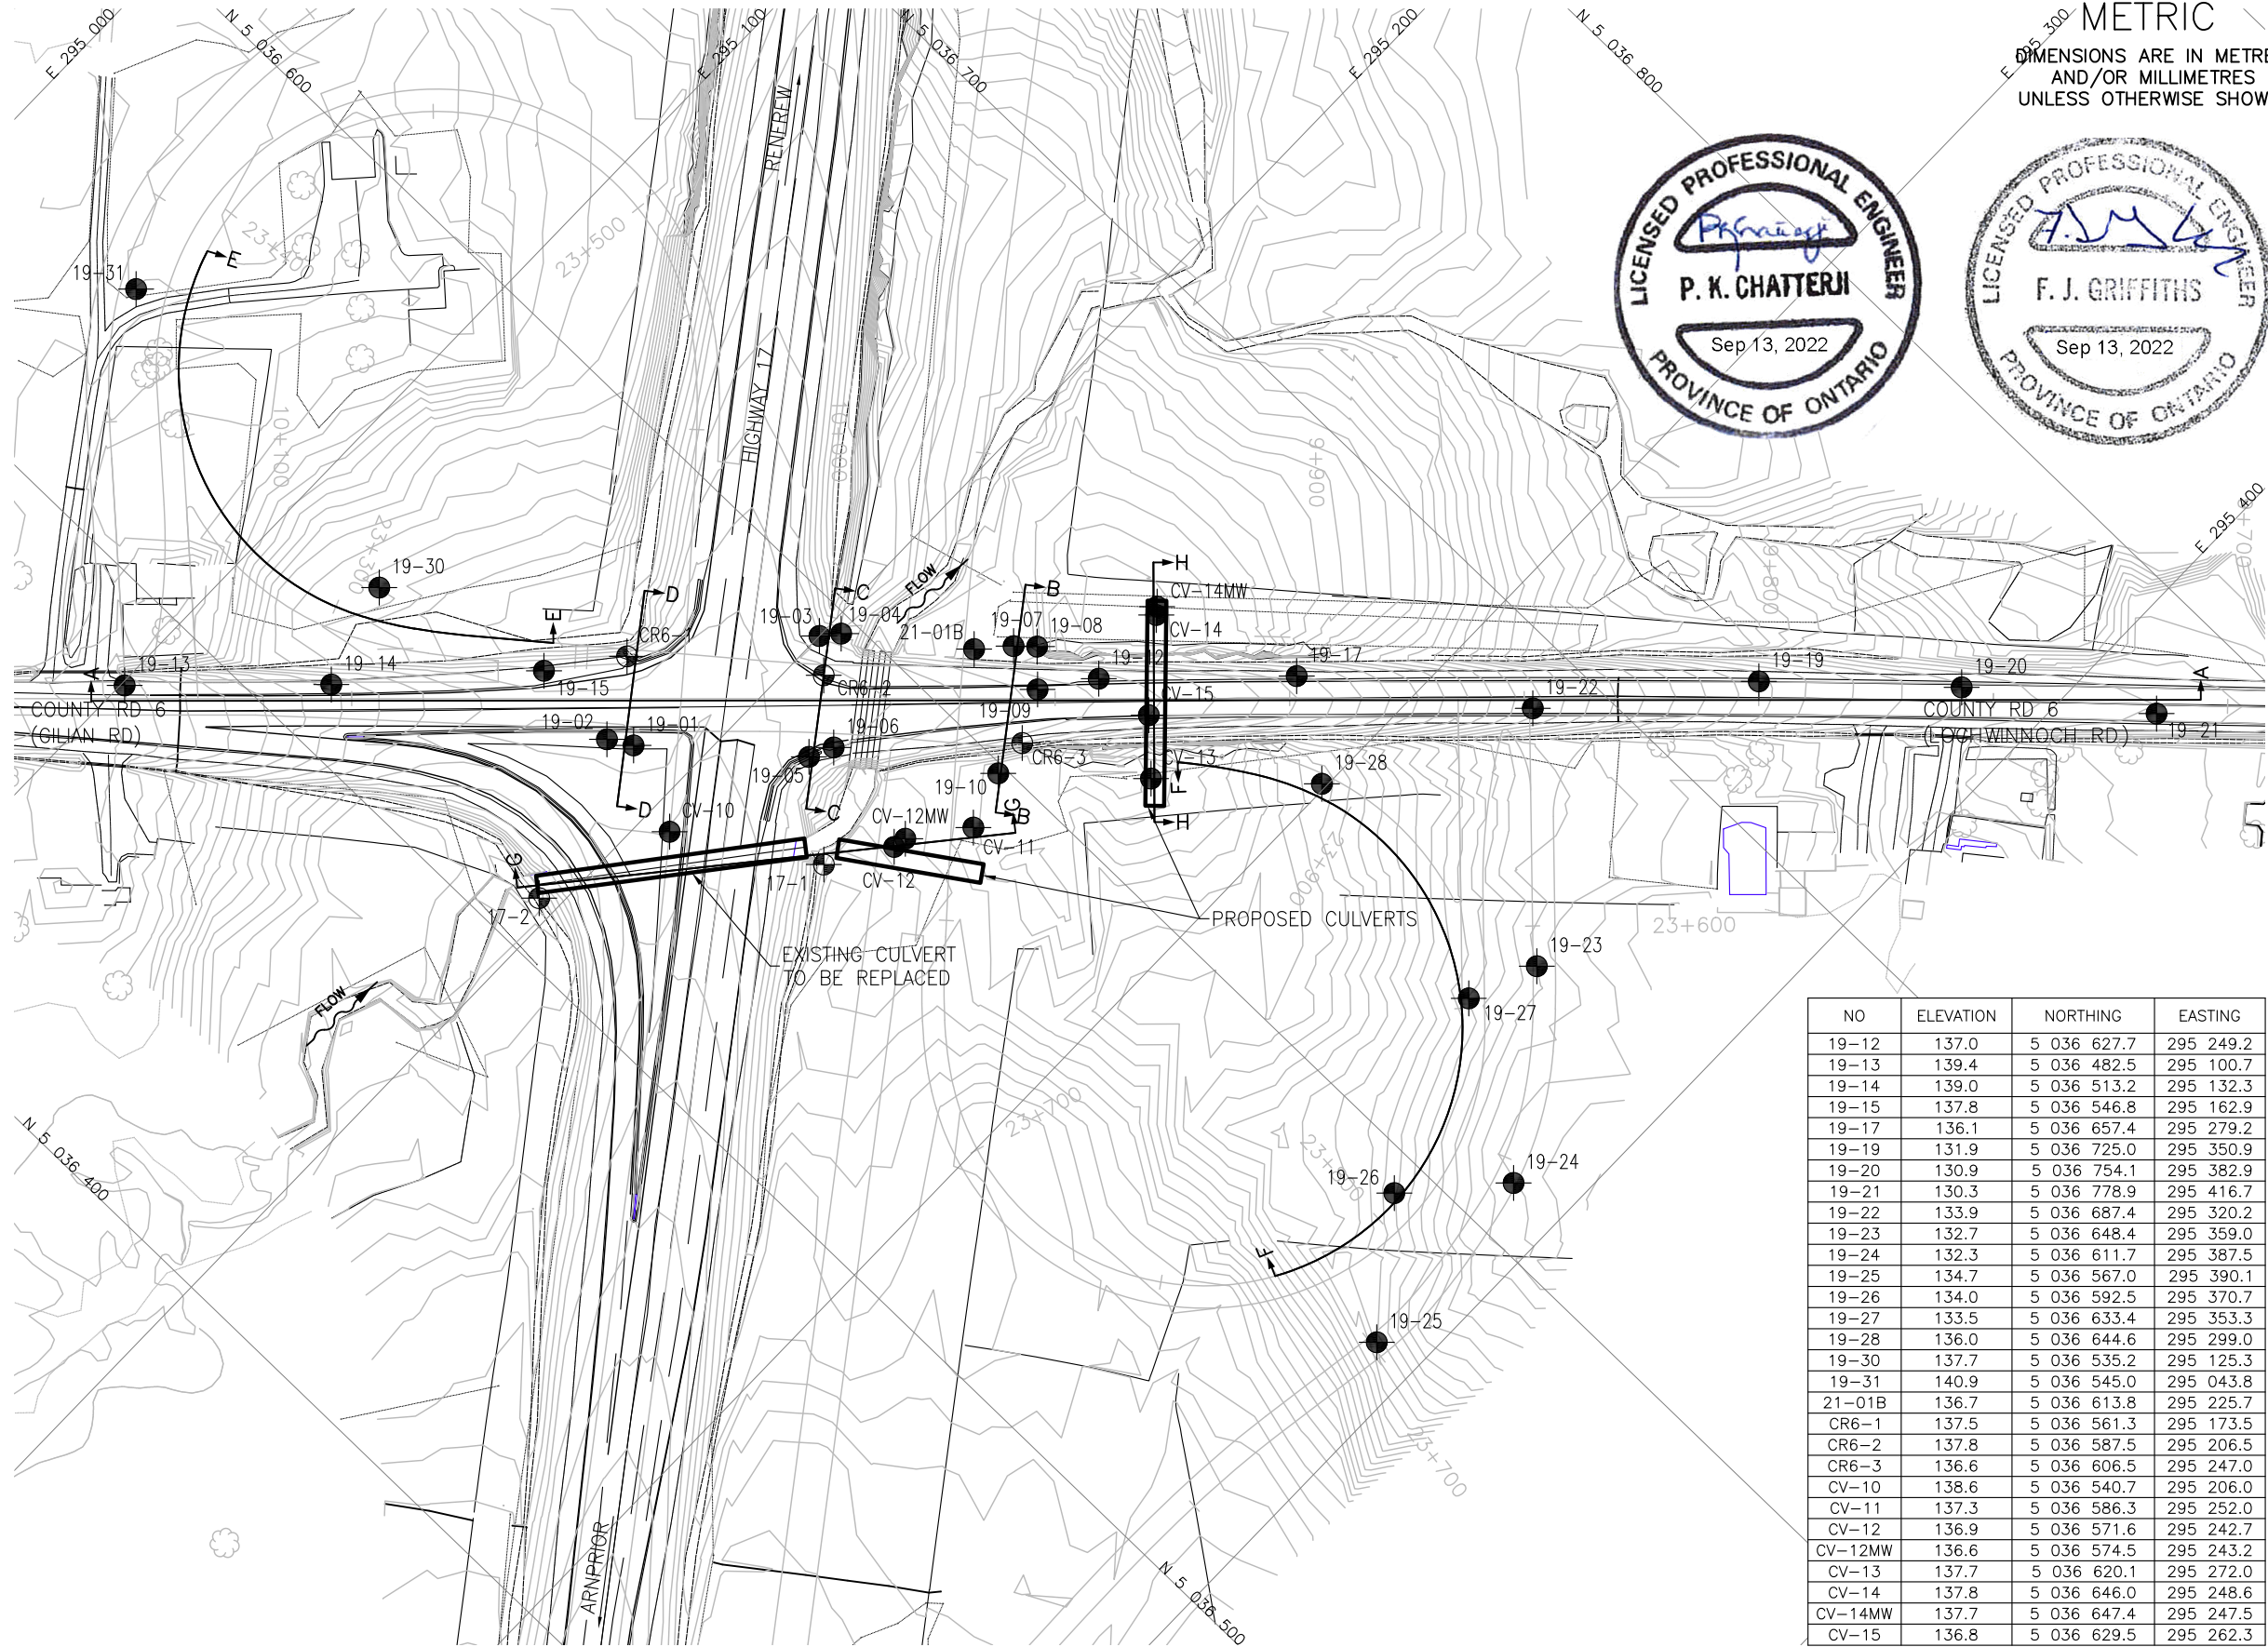 METRIC
DIMENSIONS ARE IN METRE
AND/OR MILLIMETRES
UNLESS OTHERWISE SHOW
E 295 000
N 5 036 600
E 295 100
N 5 036 700
E 295 200
N 5 036 800
E 295 300
E 295 400
N 5 036 400
N 5 036 500
LICENSED PROFESSIONAL ENGINEER
P. K. CHATTERJI
Sep 13, 2022
PROVINCE OF ONTARIO
LICENSED PROFESSIONAL ENGINEER
F. J. GRIFFITHS
Sep 13, 2022
PROVINCE OF ONTARIO
RENFREW
HIGHWAY 17
ARNPRIOR
23+400
23+500
10+100
10+000
9+900
9+800
23+600
23+700
23+700
E
E
19-31
19-30
D
D
C
C
B
B
H
H
FLOW
FLOW
CR6-1
19-03
19-04
21-01B
19-07
19-08
CV-14MW
CV-14
19-12
19-17
19-19
19-20
19-21
19-22
A
A
19-13
19-14
19-15
CR6-2
19-09
CV-15
COUNTY RD 6
(GILIAN RD)
COUNTY RD 6
(LOCHWINNOCH RD)
19-02
19-01
19-06
19-05
CR6-3
CV-13
19-10
19-28
F
F
G
G
CV-10
CV-12MW
CV-11
CV-12
17-1
17-2
PROPOSED CULVERTS
EXISTING CULVERT
TO BE REPLACED
19-23
19-27
19-26
19-24
19-25
NO ELEVATION NORTHING EASTING
19-12 137.0 5 036 627.7 295 249.2
19-13 139.4 5 036 482.5 295 100.7
19-14 139.0 5 036 513.2 295 132.3
19-15 137.8 5 036 546.8 295 162.9
19-17 136.1 5 036 657.4 295 279.2
19-19 131.9 5 036 725.0 295 350.9
19-20 130.9 5 036 754.1 295 382.9
19-21 130.3 5 036 778.9 295 416.7
19-22 133.9 5 036 687.4 295 320.2
19-23 132.7 5 036 648.4 295 359.0
19-24 132.3 5 036 611.7 295 387.5
19-25 134.7 5 036 567.0 295 390.1
19-26 134.0 5 036 592.5 295 370.7
19-27 133.5 5 036 633.4 295 353.3
19-28 136.0 5 036 644.6 295 299.0
19-30 137.7 5 036 535.2 295 125.3
19-31 140.9 5 036 545.0 295 043.8
21-01B 136.7 5 036 613.8 295 225.7
CR6-1 137.5 5 036 561.3 295 173.5
CR6-2 137.8 5 036 587.5 295 206.5
CR6-3 136.6 5 036 606.5 295 247.0
CV-10 138.6 5 036 540.7 295 206.0
CV-11 137.3 5 036 586.3 295 252.0
CV-12 136.9 5 036 571.6 295 242.7
CV-12MW 136.6 5 036 574.5 295 243.2
CV-13 137.7 5 036 620.1 295 272.0
CV-14 137.8 5 036 646.0 295 248.6
CV-14MW 137.7 5 036 647.4 295 247.5
CV-15 136.8 5 036 629.5 295 262.3